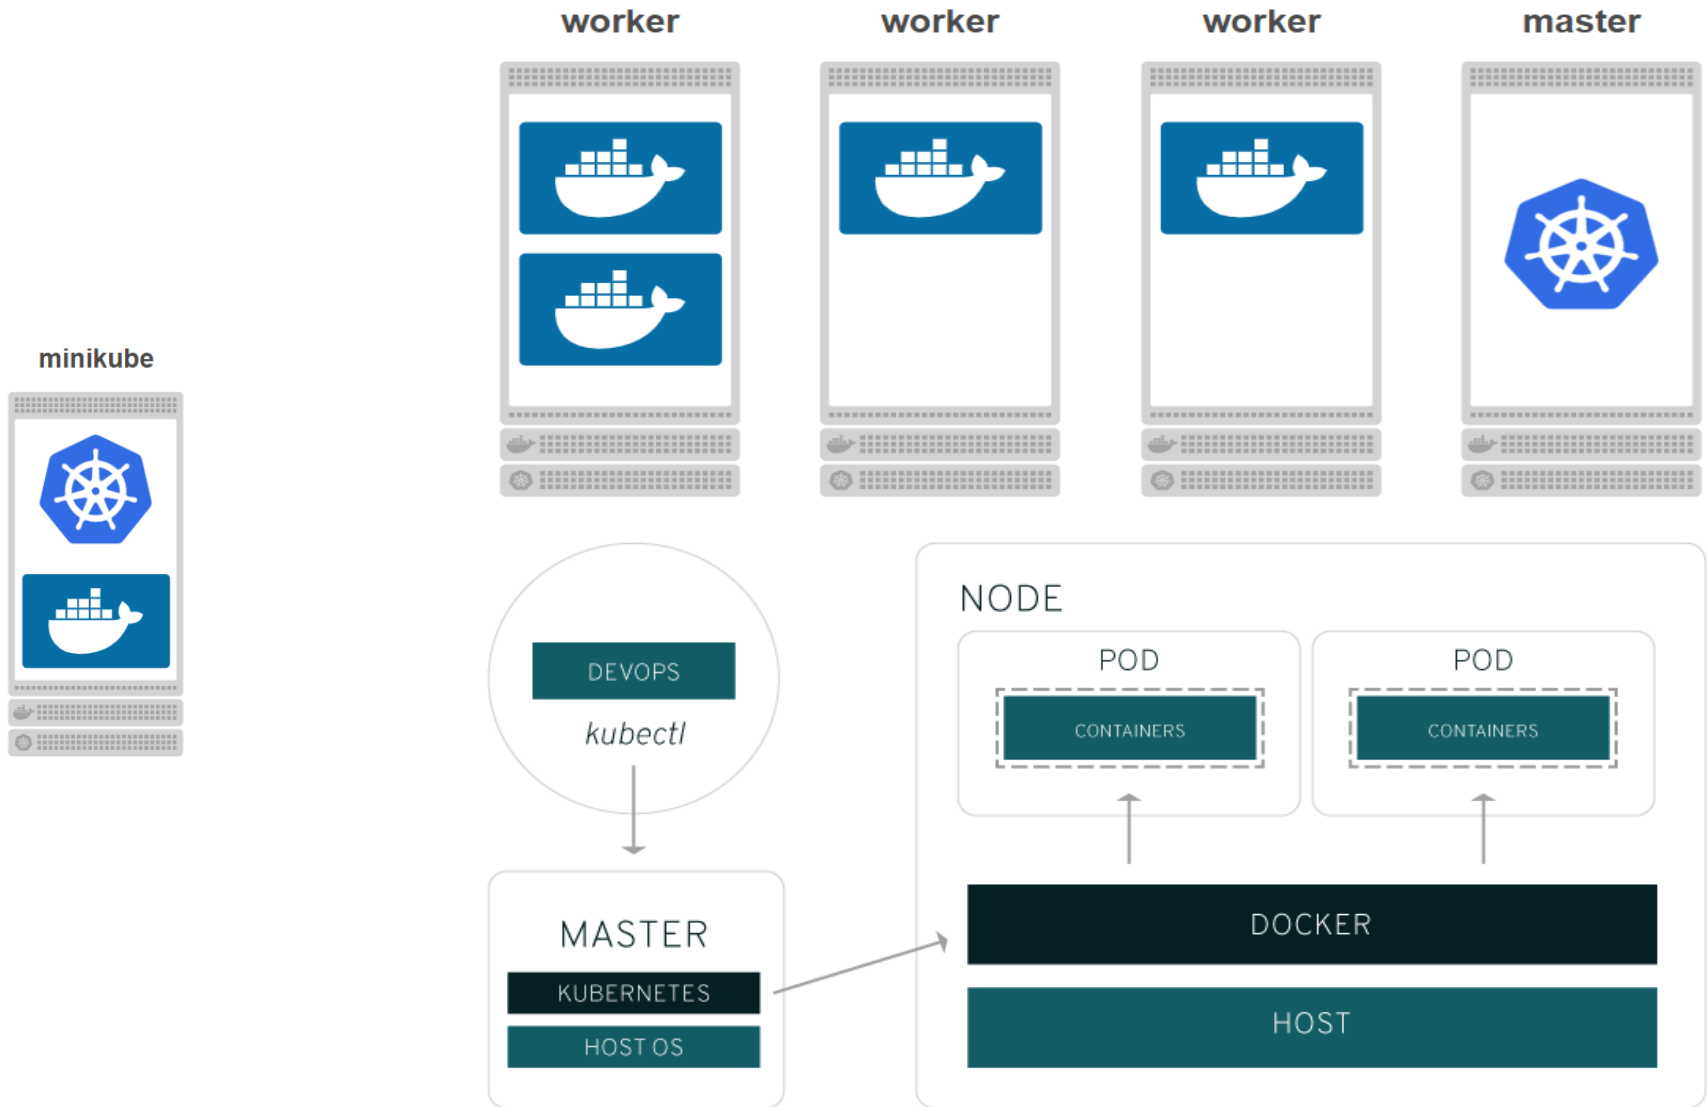 worker
worker
worker
master
minikube
DEVOPS
kubectl
MASTER
KUBERNETES
HOST OS
NODE
POD
CONTAINERS
POD
CONTAINERS
DOCKER
HOST